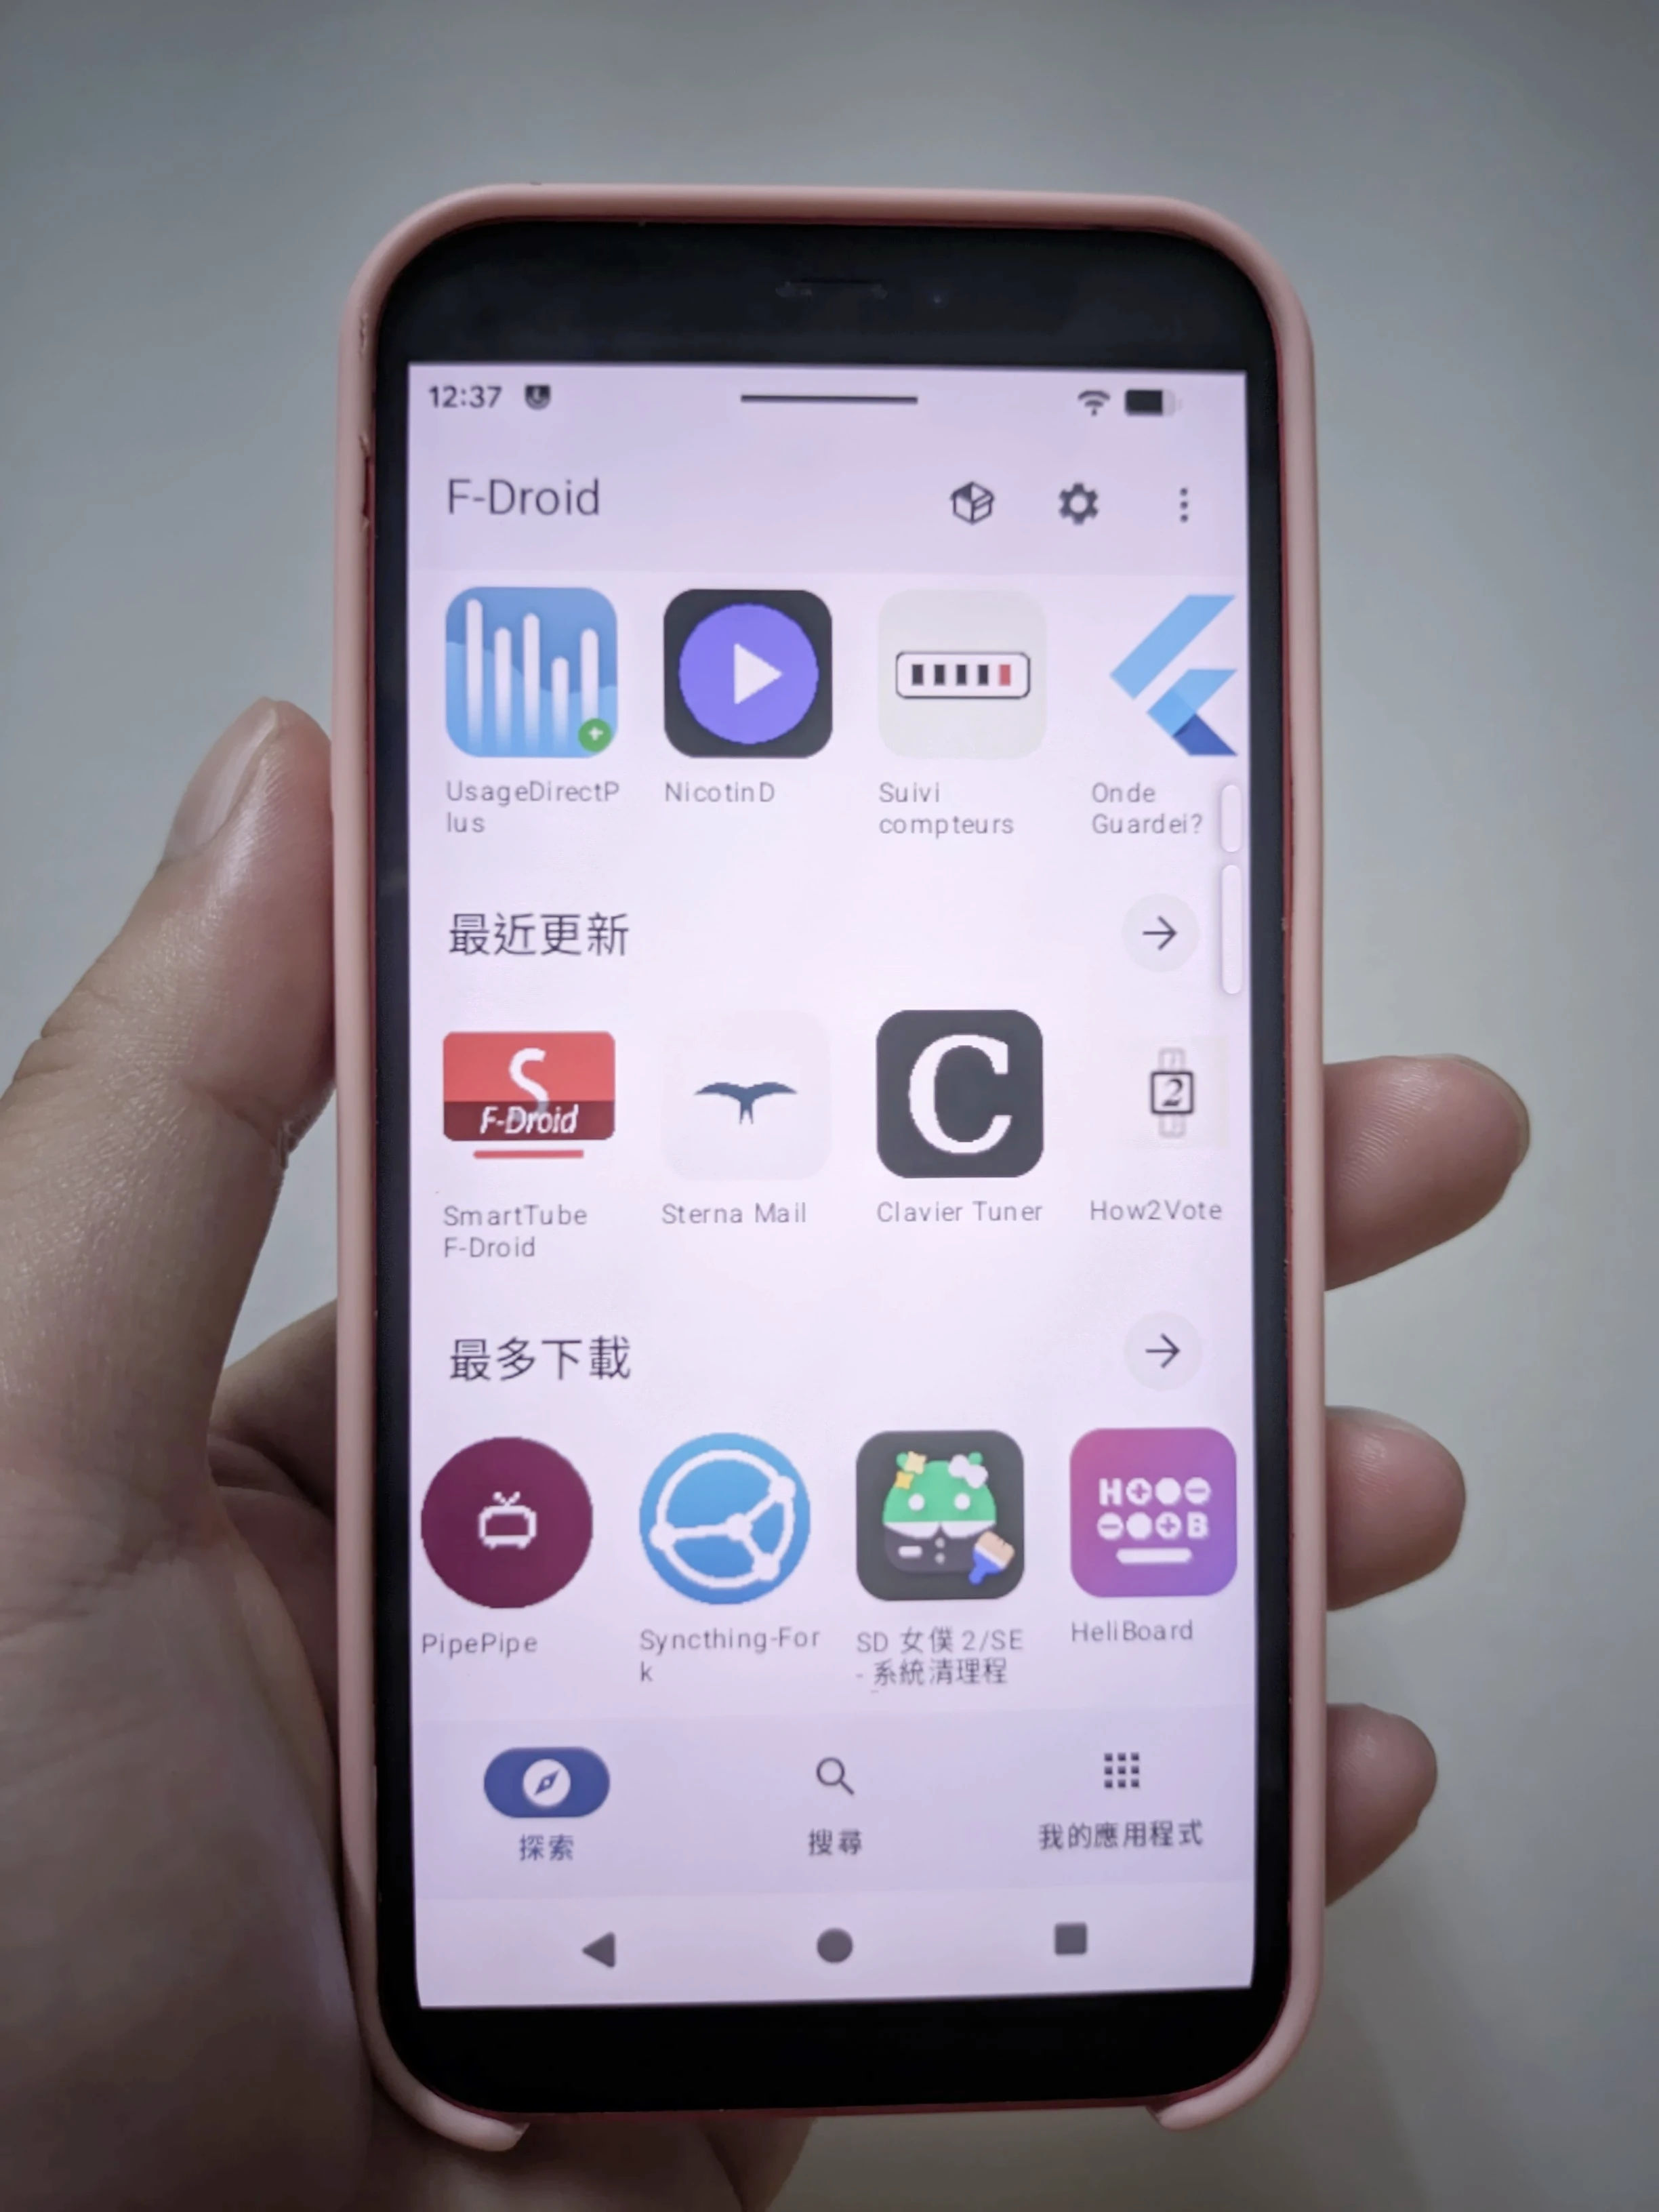 12:37
F-Droid
UsageDirectP
lus
NicotinD
Suivi
compteurs
Onde
Guardei?
最近更新
S
F-Droid
C
2
SmartTube
F-Droid
Sterna Mail
Clavier Tuner
How2Vote
最多下載
H
B
PipePipe
Syncthing-For
k
SD 女僕 2/SE
- 系統清理程
HeliBoard
探索
搜尋
我的應用程式